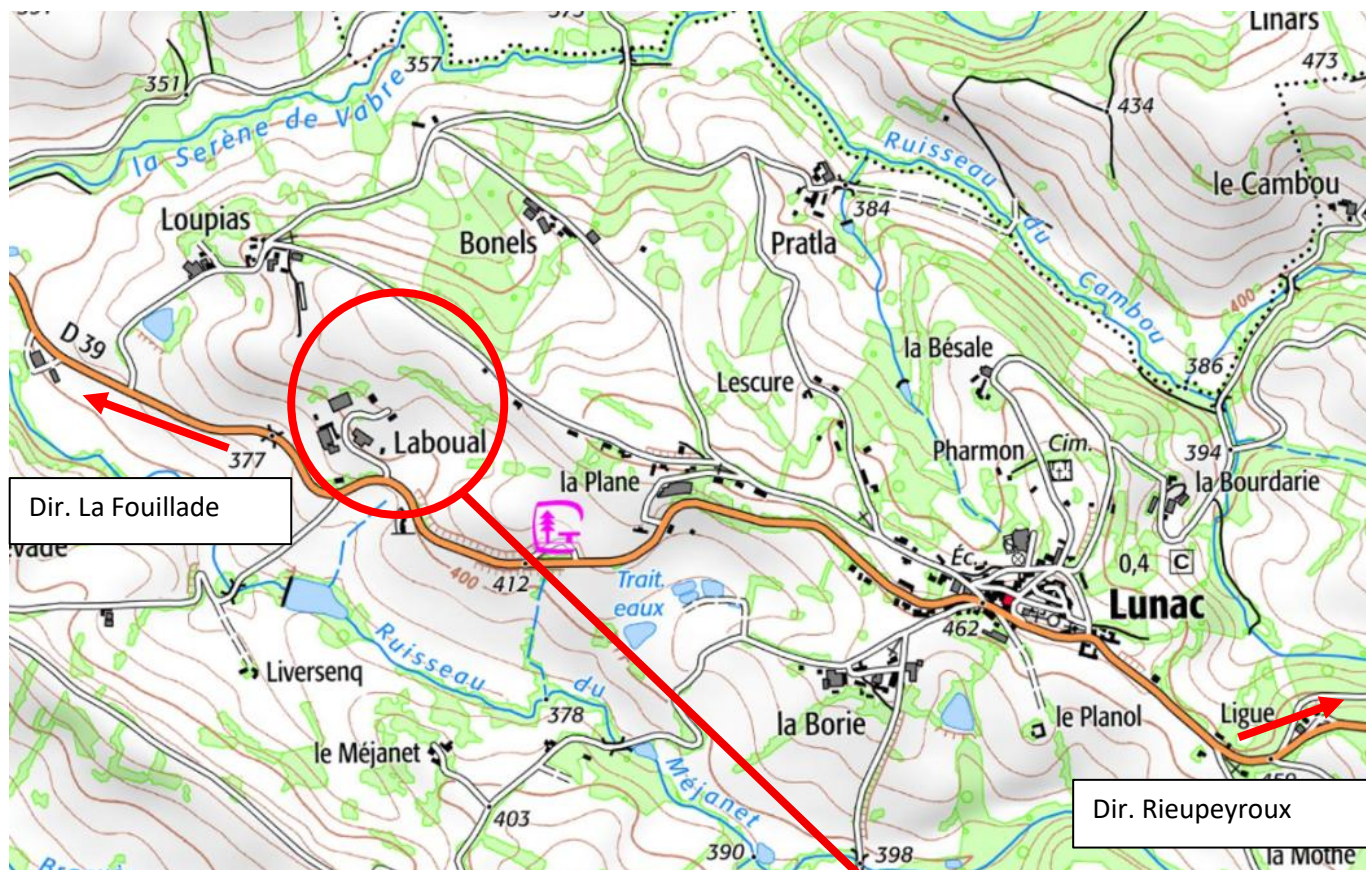 351
357
373
Linars
473
434
la Serène de Vabre
Ruisseau du Cambou
le Cambou
Loupias
Bonels
Pratla
384
400
D 39
la Bésale
386
Lescure
377
Laboual
Pharmon
Cim.
394
la Plane
la Bourdarie
Dir. La Fouillade
Éc.
0,4
C
412
400
Trait.
eaux
Lunac
462
Liversenq
Ruisseau du Méjanet
378
la Borie
le Planol
Ligue
le Méjanet
403
Dir. Rieupeyroux
390
398
la Mothe